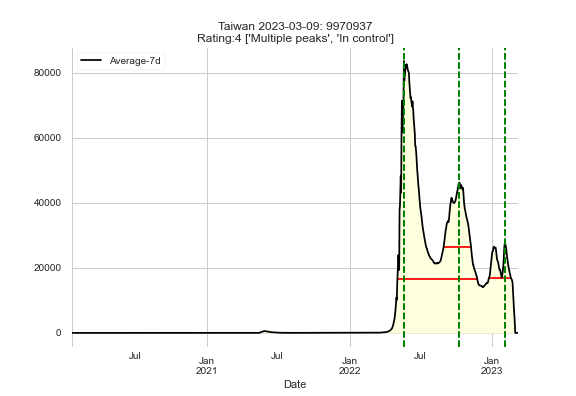 Taiwan 2023-03-09: 9970937
Rating:4 ['Multiple peaks', 'In control']
Average-7d
80000
60000
40000
20000
0
Jul
Jan
2021
Jul
Jan
2022
Jul
Jan
2023
Date